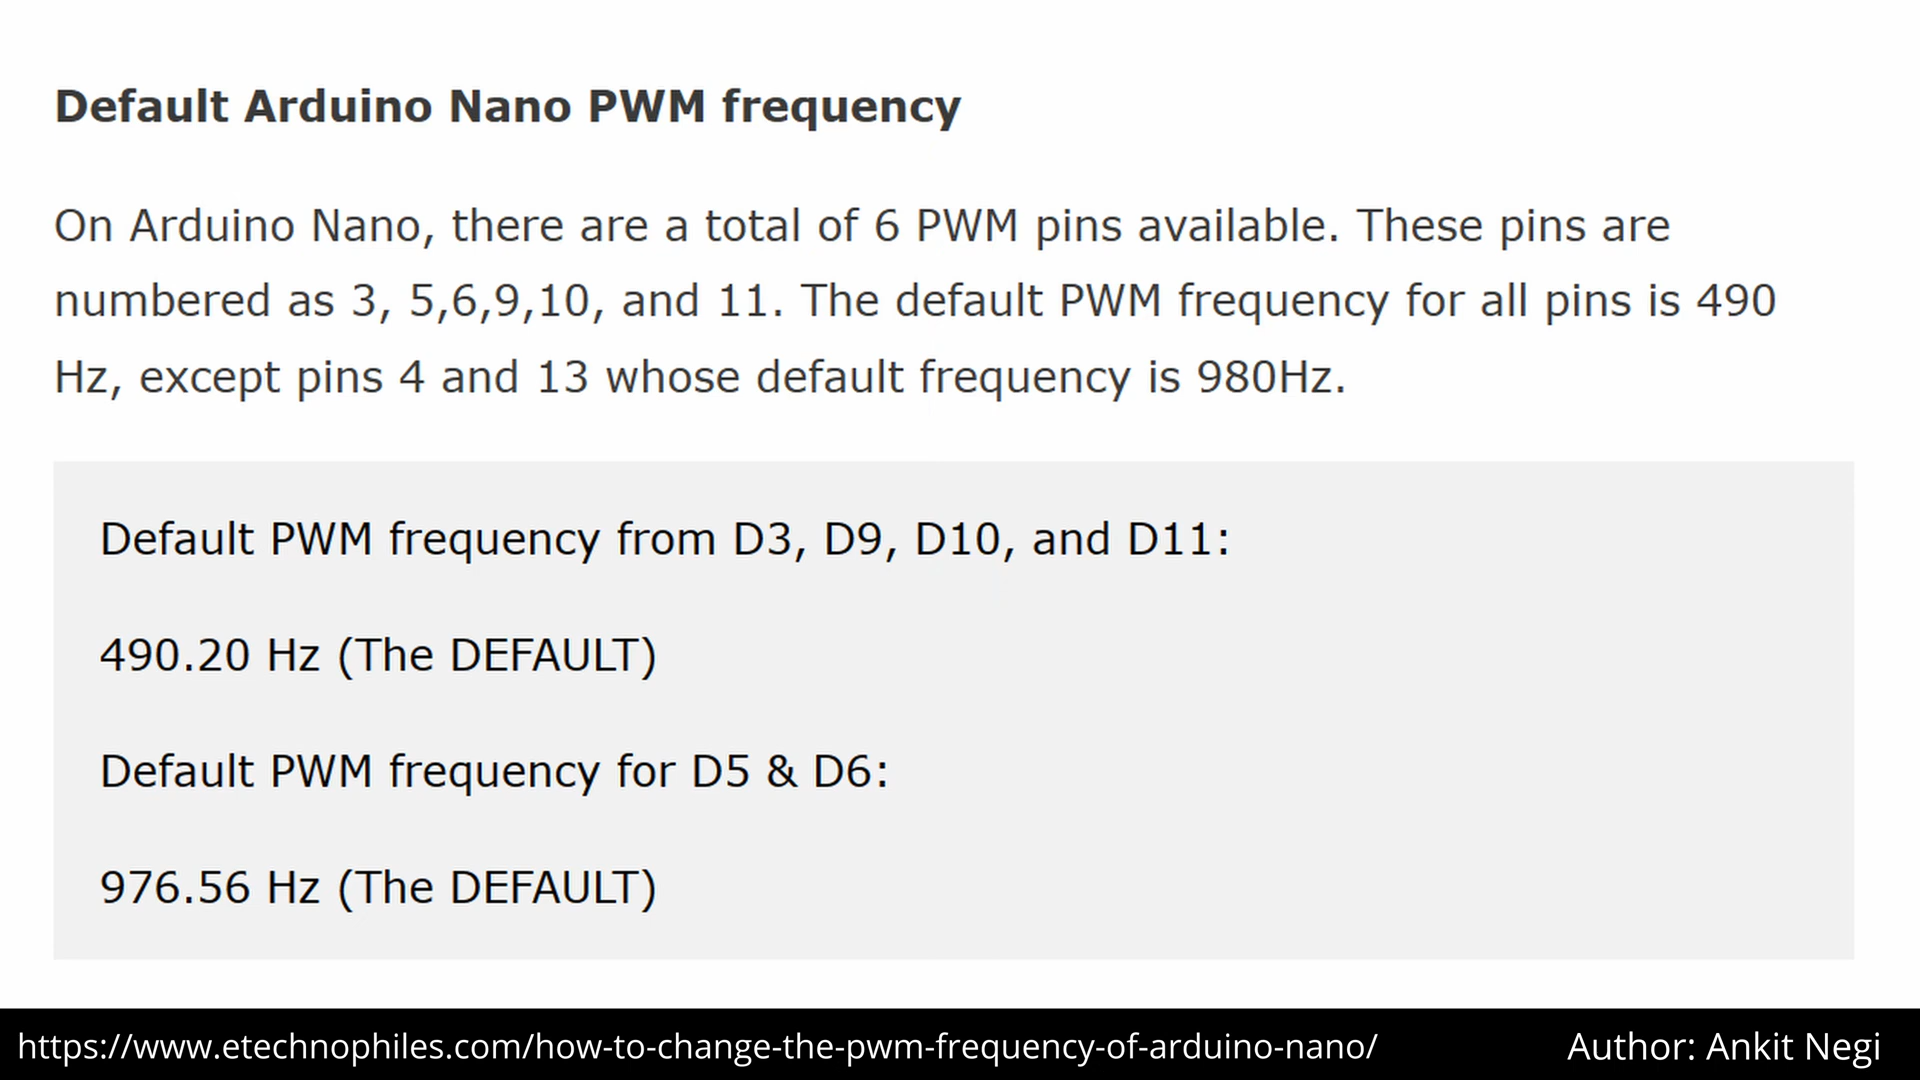 Default Arduino Nano PWM frequency
On Arduino Nano, there are a total of 6 PWM pins available. These pins are
numbered as 3, 5,6,9,10, and 11. The default PWM frequency for all pins is 490
Hz, except pins 4 and 13 whose default frequency is 980Hz.
Default PWM frequency from D3, D9, D10, and D11:
490.20 Hz (The DEFAULT)
Default PWM frequency for D5 & D6:
976.56 Hz (The DEFAULT)
https://www.etechnophiles.com/how-to-change-the-pwm-frequency-of-arduino-nano/ Author: Ankit Negi